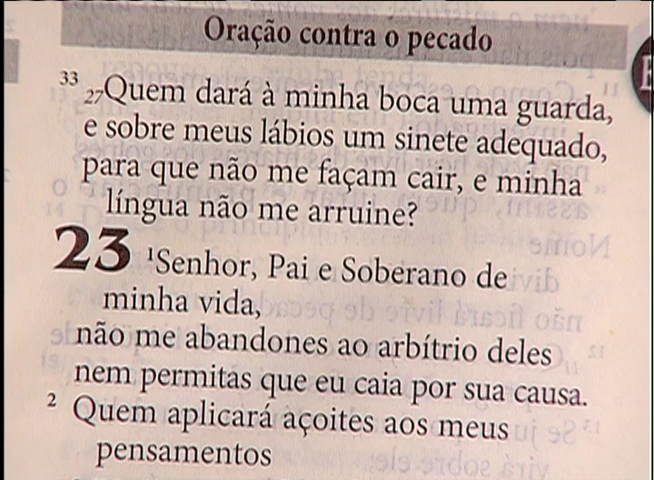 Oração contra o pecado
33 27Quem dará à minha boca uma guarda,
e sobre meus lábios um sinete adequado,
para que não me façam cair, e minha
língua não me arruine?
23 1Senhor, Pai e Soberano de
minha vida,
não me abandones ao arbítrio deles
nem permitas que eu caia por sua causa.
2 Quem aplicará açoites aos meus
pensamentos